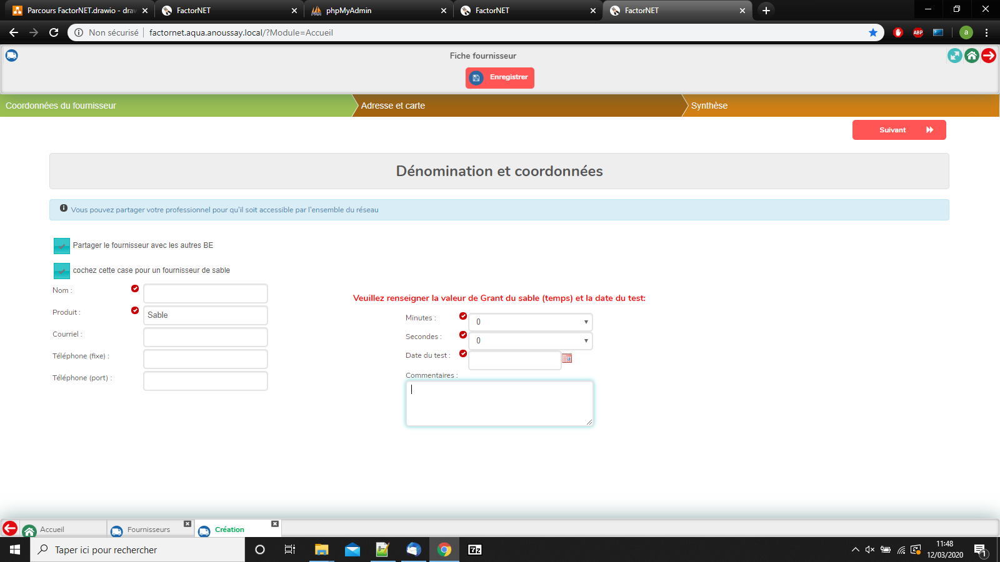 Parcours FactorNET.drawio - draw
FactorNET
phpMyAdmin
FactorNET
FactorNET
Non sécurisé
factornet.aqua.anoussay.local/?Module=Accueil
ABP
a
Fiche fournisseur
Enregistrer
Coordonnées du fournisseur
Adresse et carte
Synthèse
Suivant
Dénomination et coordonnées
Vous pouvez partager votre professionnel pour qu'il soit accessible par l'ensemble du réseau
Partager le fournisseur avec les autres BE
cochez cette case pour un fournisseur de sable
Nom :
Produit :
Sable
Courriel :
Téléphone (fixe) :
Téléphone (port) :
Veuillez renseigner la valeur de Grant du sable (temps) et la date du test:
Minutes :
0
Secondes :
0
Date du test :
Commentaires :
Accueil
Fournisseurs
Création
Taper ici pour rechercher
7z
11:48
12/03/2020
1